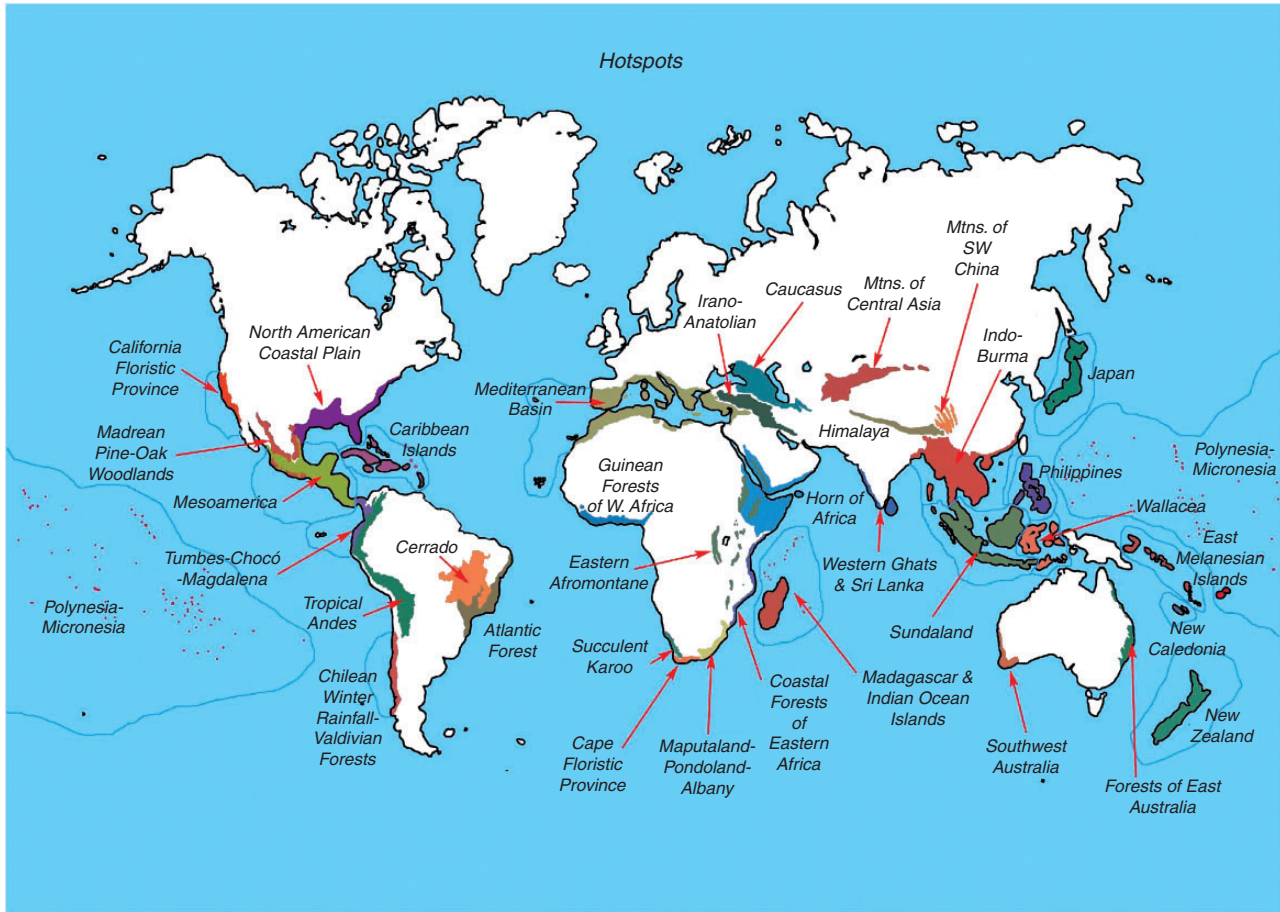 Hotspots
Mtns. of
SW
China
Mtns. of
Central Asia
Caucasus
Irano-
Anatolian
Indo-
Burma
North American
Coastal Plain
California
Floristic
Province
Mediterranean
Basin
Japan
Himalaya
Madrean
Pine-Oak
Woodlands
Caribbean
Islands
Guinean
Forests
of W. Africa
Philippines
Polynesia-
Micronesia
Mesoamerica
Horn of
Africa
Wallacea
Tumbes-Chocó
-Magdalena
Cerrado
Eastern
Afromontane
Western Ghats
& Sri Lanka
East
Melanesian
Islands
Polynesia-
Micronesia
Tropical
Andes
Atlantic
Forest
Succulent
Karoo
Sundaland
New
Caledonia
Chilean
Winter
Rainfall-
Valdivian
Forests
Cape
Floristic
Province
Maputaland-
Pondoland-
Albany
Coastal
Forests
of
Eastern
Africa
Madagascar &
Indian Ocean
Islands
Southwest
Australia
New
Zealand
Forests of East
Australia